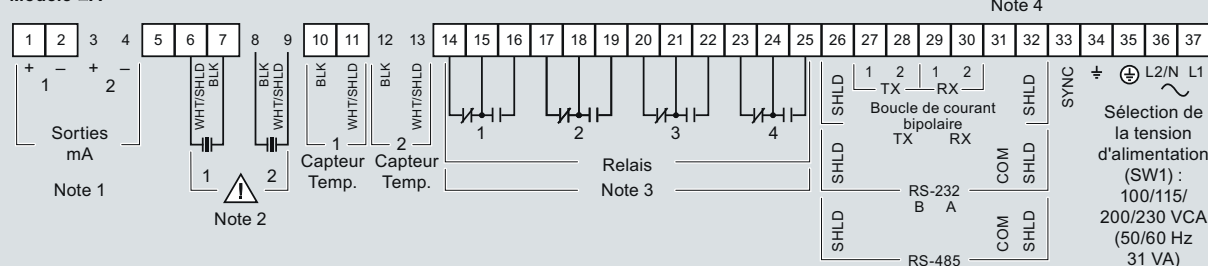 Note 4
1 2 3 4 5 6 7 8 9 10 11 12 13 14 15 16 17 18 19 20 21 22 23 24 25 26 27 28 29 30 31 32 33 34 35 36 37
+ – + –
1 2
Sorties
mA
Note 1
WHT/SHLD
BLK
BLK
WHT/SHLD
1 2
Note 2
BLK
WHT/SHLD
1
Capteur
Temp.
BLK
WHT/SHLD
2
Capteur
Temp.
1 2 3 4
Relais
Note 3
SHLD
1 2 1 2
TX RX
SHLD
Boucle de courant
bipolaire
TX RX
SHLD
COM
SHLD
RS-232
B A
SHLD
COM
SHLD
RS-485
SYNC
L2/N L1
Sélection de
la tension
d'alimentation
(SW1) :
100/115/
200/230 VCA
(50/60 Hz
31 VA)